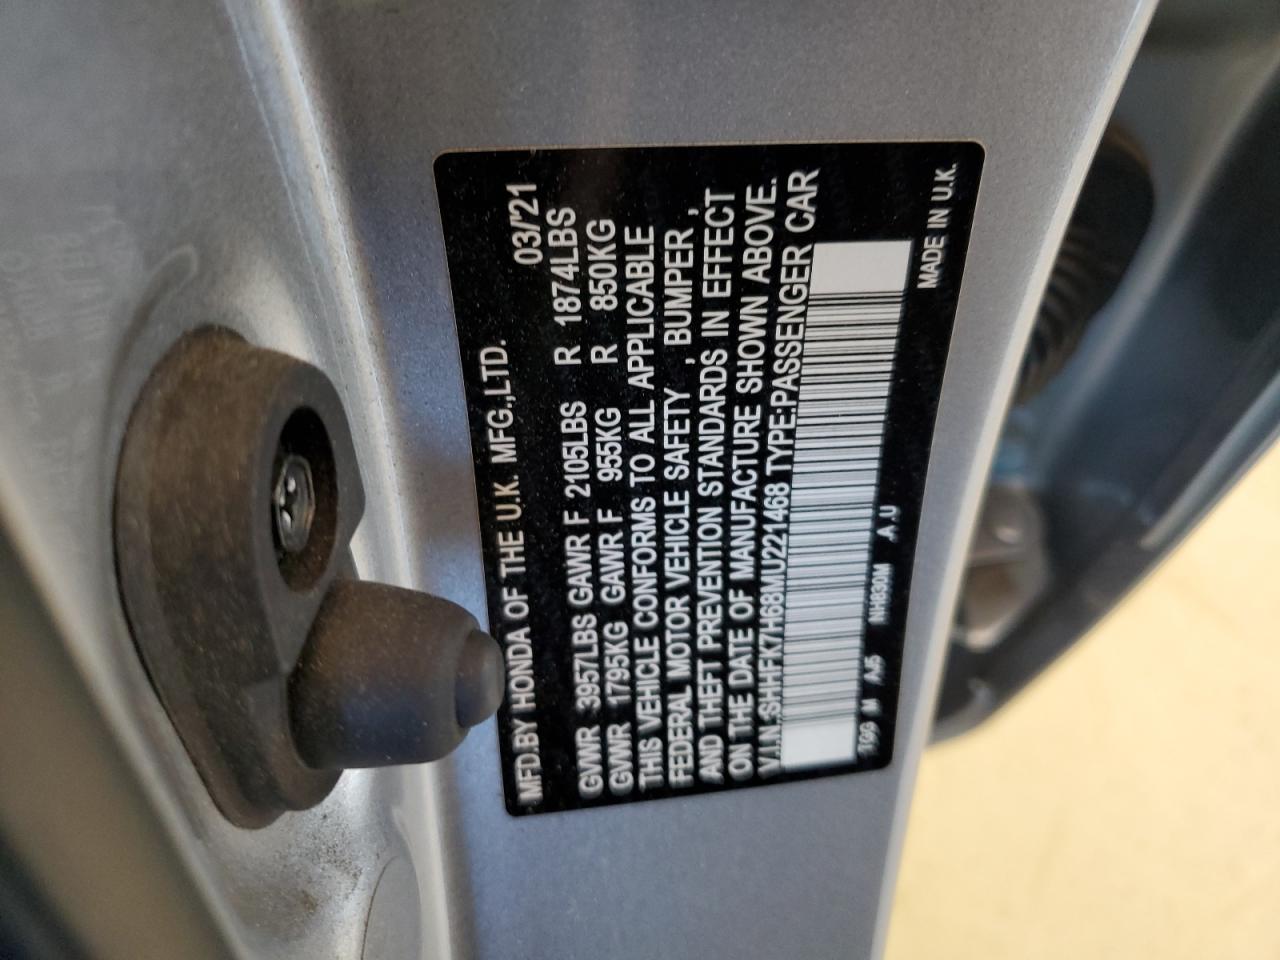 MFD.BY HONDA OF THE U.K. MFG.,LTD. 03/'21
GVWR 3957LBS GAWR F 2105LBS R 1874LBS
GVWR 1795KG GAWR F 955KG R 850KG
THIS VEHICLE CONFORMS TO ALL APPLICABLE
FEDERAL MOTOR VEHICLE SAFETY , BUMPER ,
AND THEFT PREVENTION STANDARDS IN EFFECT
ON THE DATE OF MANUFACTURE SHOWN ABOVE.
V.I.N.:SHHFK7H68MU221468 TYPE:PASSENGER CAR
TGG M AJ5 NH830M .A.U
MADE IN U.K.